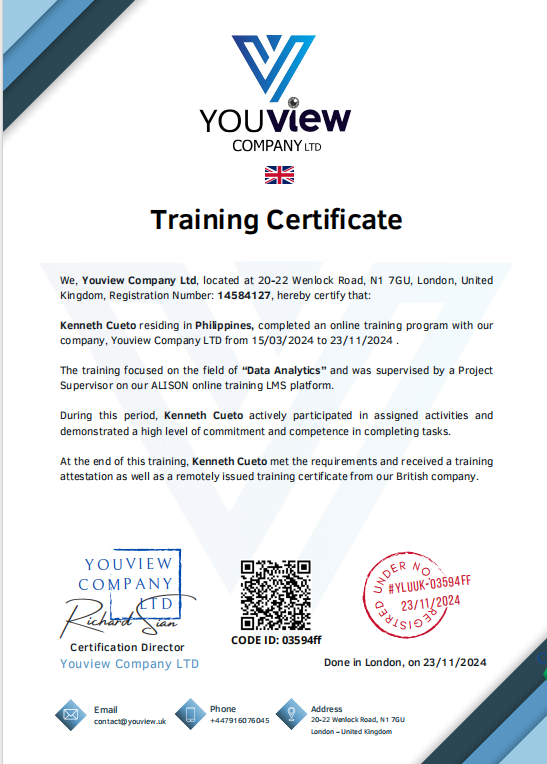 YOUView
COMPANY LTD
Training Certificate
We, Youview Company Ltd, located at 20-22 Wenlock Road, N1 7GU, London, United
Kingdom, Registration Number: 14584127, hereby certify that:
Kenneth Cueto residing in Philippines, completed an online training program with our
company, Youview Company LTD from 15/03/2024 to 23/11/2024 .
The training focused on the field of “Data Analytics” and was supervised by a Project
Supervisor on our ALISON online training LMS platform.
During this period, Kenneth Cueto actively participated in assigned activities and
demonstrated a high level of commitment and competence in completing tasks.
At the end of this training, Kenneth Cueto met the requirements and received a training
attestation as well as a remotely issued training certificate from our British company.
YOUVIEW
COMPANY
LTD
Richard Sian
Certification Director
Youview Company LTD
CODE ID: 03594ff
REGISTRED UNDER NO
#YLUUK-03594FF
23/11/2024
Done in London, on 23/11/2024
Email
contact@youview.uk
Phone
+447916076045
Address
20-22 Wenlock Road, N1 7GU
London – United Kingdom